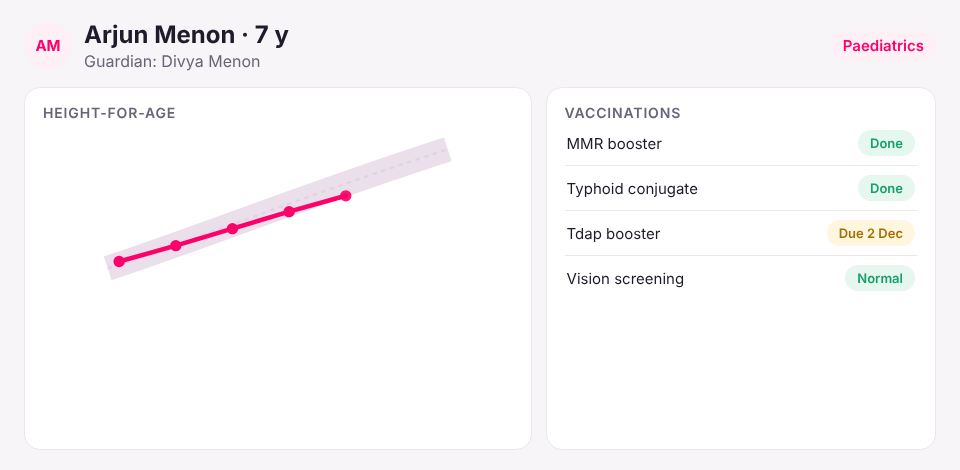 AM
Arjun Menon · 7 y
Guardian: Divya Menon
Paediatrics
HEIGHT-FOR-AGE
VACCINATIONS
MMR booster Done
Typhoid conjugate Done
Tdap booster Due 2 Dec
Vision screening Normal